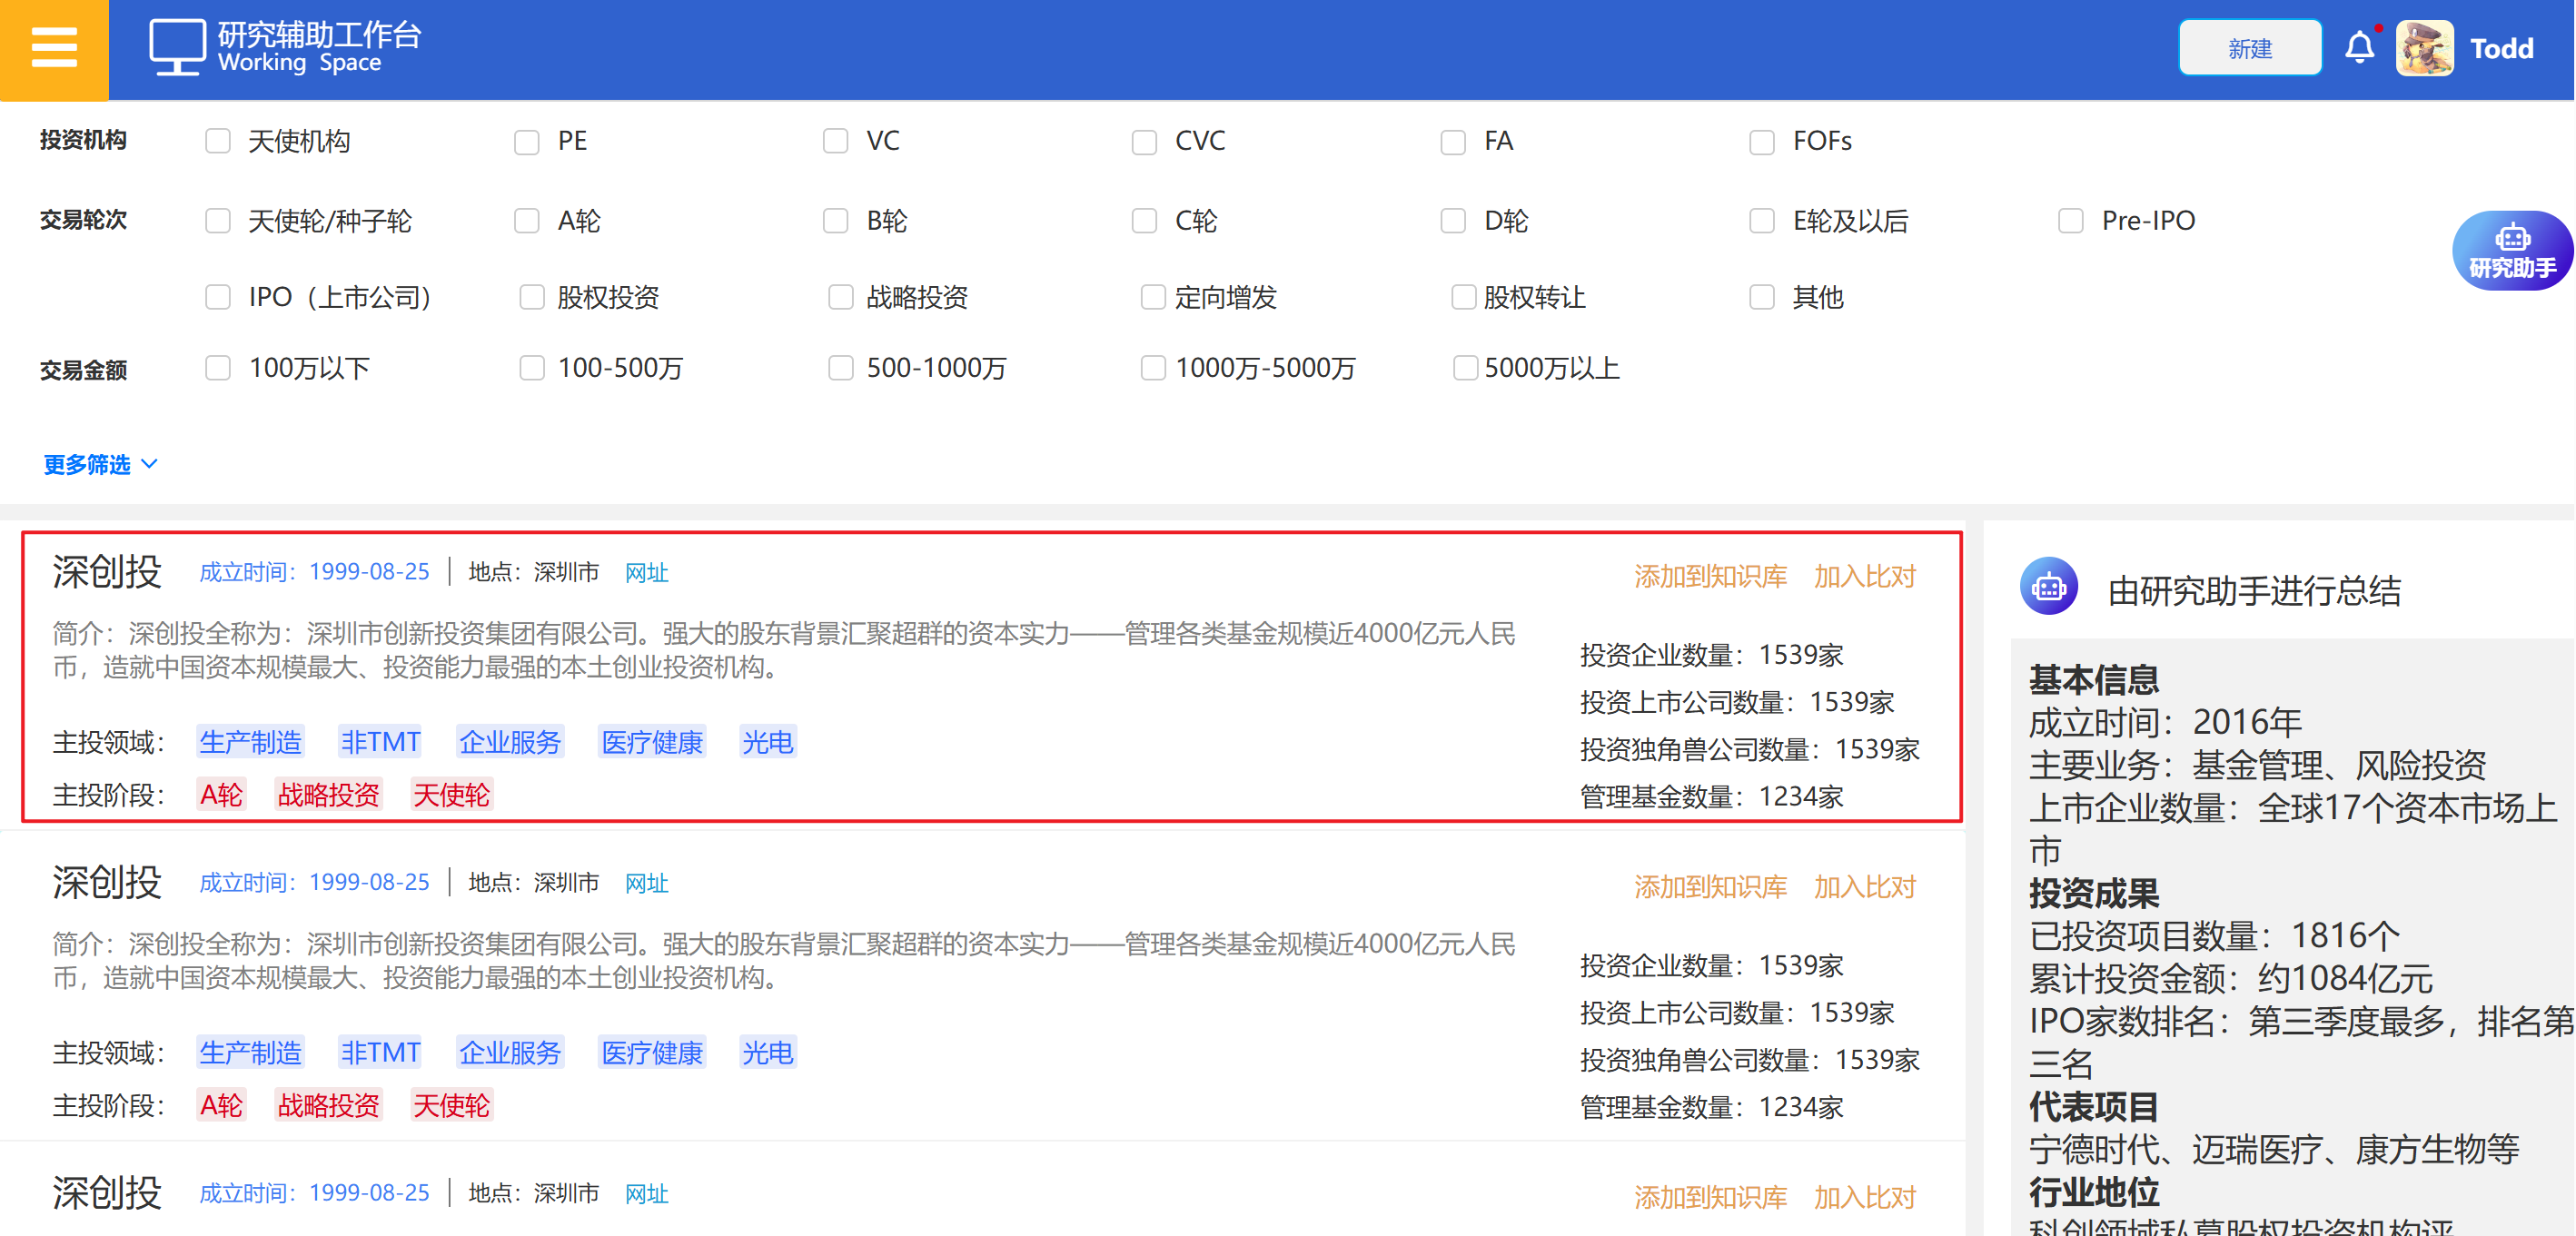 研究辅助工作台
Working Space
新建
Todd
投资机构 天使机构 PE VC CVC FA FOFs
交易轮次 天使轮/种子轮 A轮 B轮 C轮 D轮 E轮及以后 Pre-IPO
研究助手
IPO（上市公司） 股权投资 战略投资 定向增发 股权转让 其他
交易金额 100万以下 100-500万 500-1000万 1000万-5000万 5000万以上
更多筛选
深创投 成立时间：1999-08-25 地点：深圳市 网址 添加到知识库 加入比对
简介：深创投全称为：深圳市创新投资集团有限公司。强大的股东背景汇聚超群的资本实力——管理各类基金规模近4000亿元人民
币，造就中国资本规模最大、投资能力最强的本土创业投资机构。
投资企业数量：1539家
投资上市公司数量：1539家
投资独角兽公司数量：1539家
管理基金数量：1234家
主投领域： 生产制造 非TMT 企业服务 医疗健康 光电
主投阶段： A轮 战略投资 天使轮
深创投 成立时间：1999-08-25 地点：深圳市 网址 添加到知识库 加入比对
简介：深创投全称为：深圳市创新投资集团有限公司。强大的股东背景汇聚超群的资本实力——管理各类基金规模近4000亿元人民
币，造就中国资本规模最大、投资能力最强的本土创业投资机构。
投资企业数量：1539家
投资上市公司数量：1539家
投资独角兽公司数量：1539家
管理基金数量：1234家
主投领域： 生产制造 非TMT 企业服务 医疗健康 光电
主投阶段： A轮 战略投资 天使轮
深创投 成立时间：1999-08-25 地点：深圳市 网址 添加到知识库 加入比对
由研究助手进行总结
基本信息
成立时间：2016年
主要业务：基金管理、风险投资
上市企业数量：全球17个资本市场上
市
投资成果
已投资项目数量：1816个
累计投资金额：约1084亿元
IPO家数排名：第三季度最多，排名第
三名
代表项目
宁德时代、迈瑞医疗、康方生物等
行业地位
科创领域私募股权投资机构评